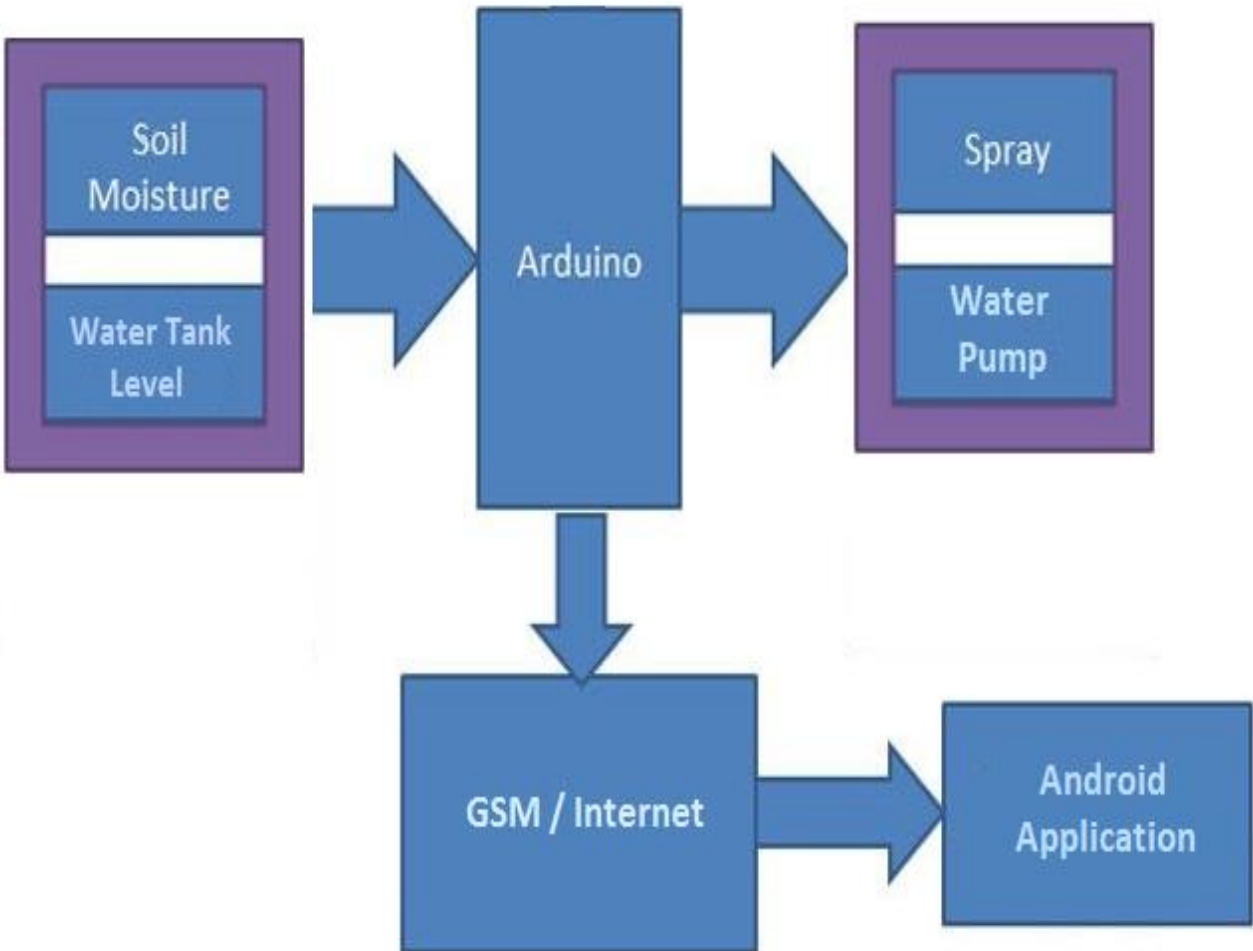 Soil
Moisture
Water Tank
Level
Arduino
Spray
Water
Pump
GSM / Internet
Android
Application